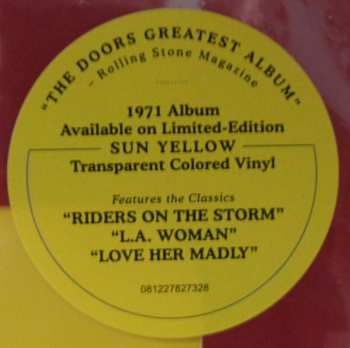 "THE DOORS GREATEST ALBUM"
– Rolling Stone Magazine
1971 Album
Available on Limited-Edition
SUN YELLOW
Transparent Colored Vinyl
Features the Classics
"RIDERS ON THE STORM"
"L.A. WOMAN"
"LOVE HER MADLY"
081227827328